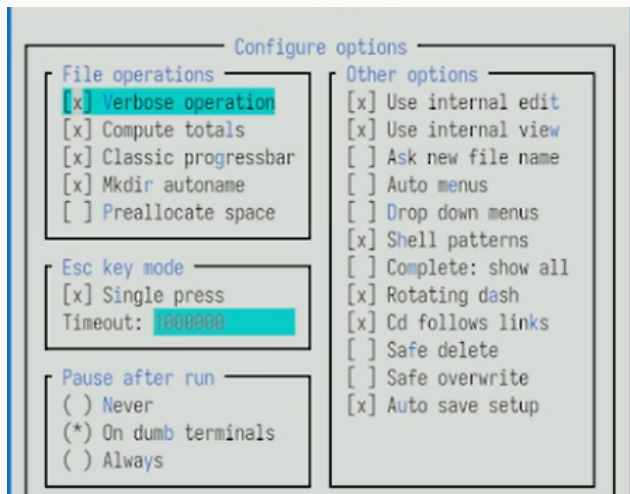 Configure options
File operations
[x] Verbose operation
[x] Compute totals
[x] Classic progressbar
[x] Mkdir autoname
[ ] Preallocate space
Esc key mode
[x] Single press
Timeout: 1000000
Pause after run
( ) Never
(*) On dumb terminals
( ) Always
Other options
[x] Use internal edit
[x] Use internal view
[ ] Ask new file name
[ ] Auto menus
[ ] Drop down menus
[x] Shell patterns
[ ] Complete: show all
[x] Rotating dash
[x] Cd follows links
[ ] Safe delete
[ ] Safe overwrite
[x] Auto save setup